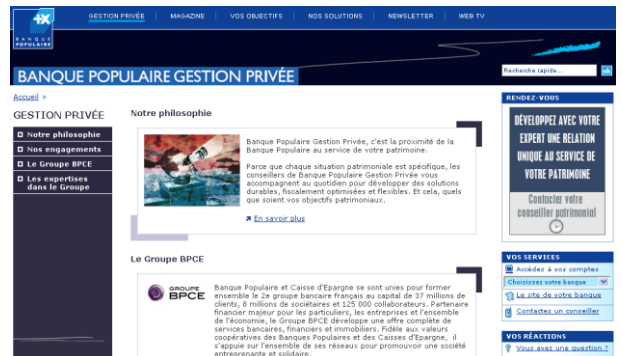 GESTION PRIVÉE | MAGAZINE | VOS OBJECTIFS | NOS SOLUTIONS | NEWSLETTER | WEB TV
BANQUE
POPULAIRE
BANQUE POPULAIRE GESTION PRIVÉE
Recherche rapide...
ok
Accueil >
GESTION PRIVÉE
Notre philosophie
Nos engagements
Le Groupe BPCE
Les expertises
dans le Groupe
Notre philosophie
Banque Populaire Gestion Privée, c'est la proximité de la
Banque Populaire au service de votre patrimoine.
Parce que chaque situation patrimoniale est spécifique, les
conseillers de Banque Populaire Gestion Privée vous
accompagnent au quotidien pour développer des solutions
durables, fiscalement optimisées et flexibles. Et cela, quels
que soient vos objectifs patrimoniaux.
En savoir plus
Le Groupe BPCE
GROUPE
BPCE
Banque Populaire et Caisse d'Epargne se sont unies pour former
ensemble le 2e groupe bancaire français au capital de 37 millions de
clients, 8 millions de sociétaires et 125 000 collaborateurs. Partenaire
financier majeur pour les particuliers, les entreprises et l'ensemble
de l'économie, le Groupe BPCE développe une offre complète de
services bancaires, financiers et immobiliers. Fidèle aux valeurs
coopératives des Banques Populaires et des Caisses d'Epargne, il
s'appuie sur l'ensemble de ses réseaux pour promouvoir une société
entreprenante et solidaire.
RENDEZ-VOUS
DÉVELOPPEZ AVEC VOTRE
EXPERT UNE RELATION
UNIQUE AU SERVICE DE
VOTRE PATRIMOINE
Contactez votre
conseiller patrimonial
VOS SERVICES
Accédez à vos comptes
Choisissez votre banque
Le site de votre banque
Contactez un conseiller
VOS RÉACTIONS
Vous avez une question ?